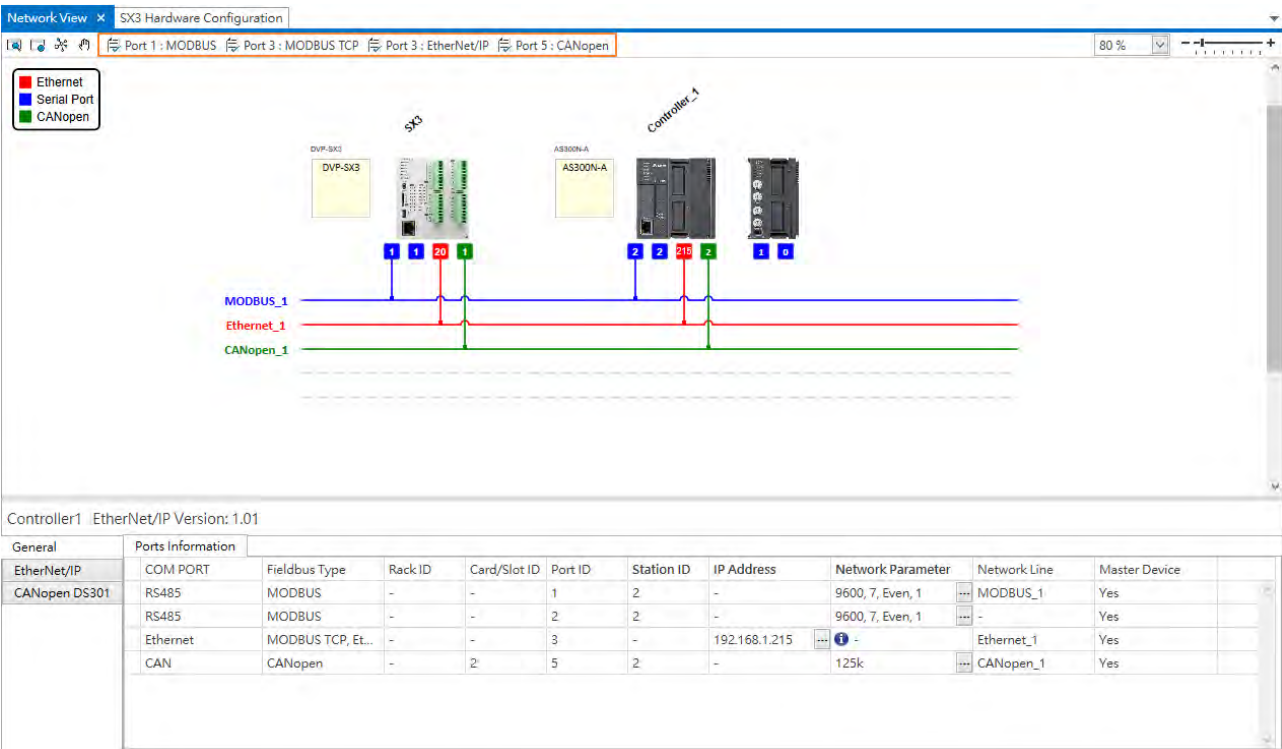 Network View × SX3 Hardware Configuration
Port 1 : MODBUS Port 3 : MODBUS TCP Port 3 : EtherNet/IP Port 5 : CANopen 80 %
Ethernet
Serial Port
CANopen
SX3
Controller_1
DVP-SX3
DVP-SX3
AS300N-A
AS300N-A
1 1 20 1
2 2 215 2
1 0
MODBUS_1
Ethernet_1
CANopen_1
Controller1 EtherNet/IP Version: 1.01
General
EtherNet/IP
CANopen DS301
Ports Information
COM PORT Fieldbus Type Rack ID Card/Slot ID Port ID Station ID IP Address Network Parameter Network Line Master Device
RS485 MODBUS - - 1 2 - 9600, 7, Even, 1 ... MODBUS_1 Yes
RS485 MODBUS - - 2 2 - 9600, 7, Even, 1 ... - Yes
Ethernet MODBUS TCP, Et... - - 3 - 192.168.1.215 ... - Ethernet_1 Yes
CAN CANopen - 2 5 2 - 125k ... CANopen_1 Yes